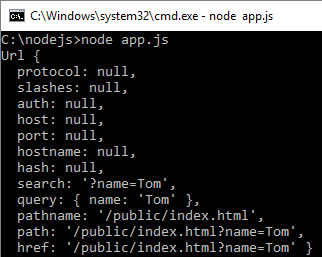 C:\Windows\system32\cmd.exe - node app.js
C:\nodejs>node app.js
Url {
  protocol: null,
  slashes: null,
  auth: null,
  host: null,
  port: null,
  hostname: null,
  hash: null,
  search: '?name=Tom',
  query: { name: 'Tom' },
  pathname: '/public/index.html',
  path: '/public/index.html?name=Tom',
  href: '/public/index.html?name=Tom' }